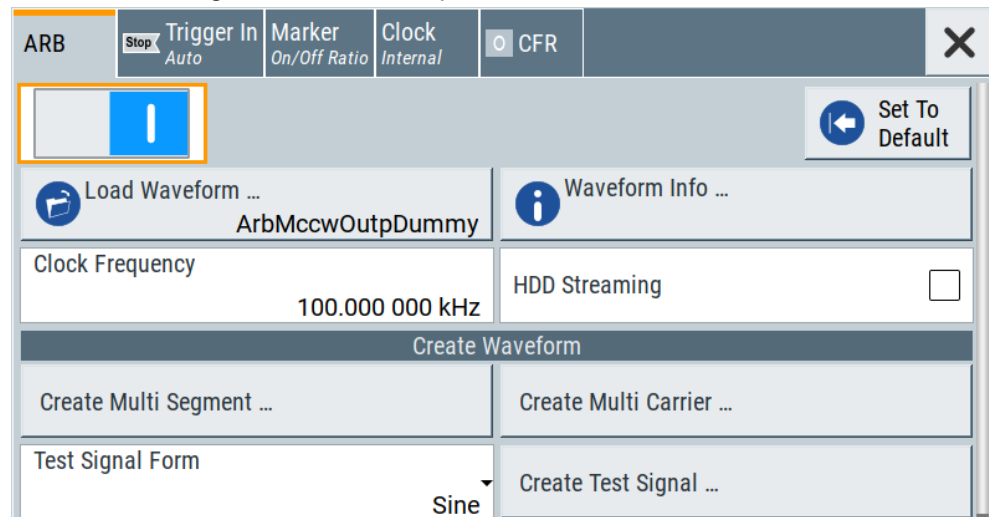 ARB
Stop Trigger In
Auto
Marker
On/Off Ratio
Clock
Internal
O CFR
Set To
Default
Load Waveform ...
ArbMccwOutpDummy
Waveform Info ...
Clock Frequency
100.000 000 kHz
HDD Streaming
Create Waveform
Create Multi Segment ...
Create Multi Carrier ...
Test Signal Form
Sine
Create Test Signal ...